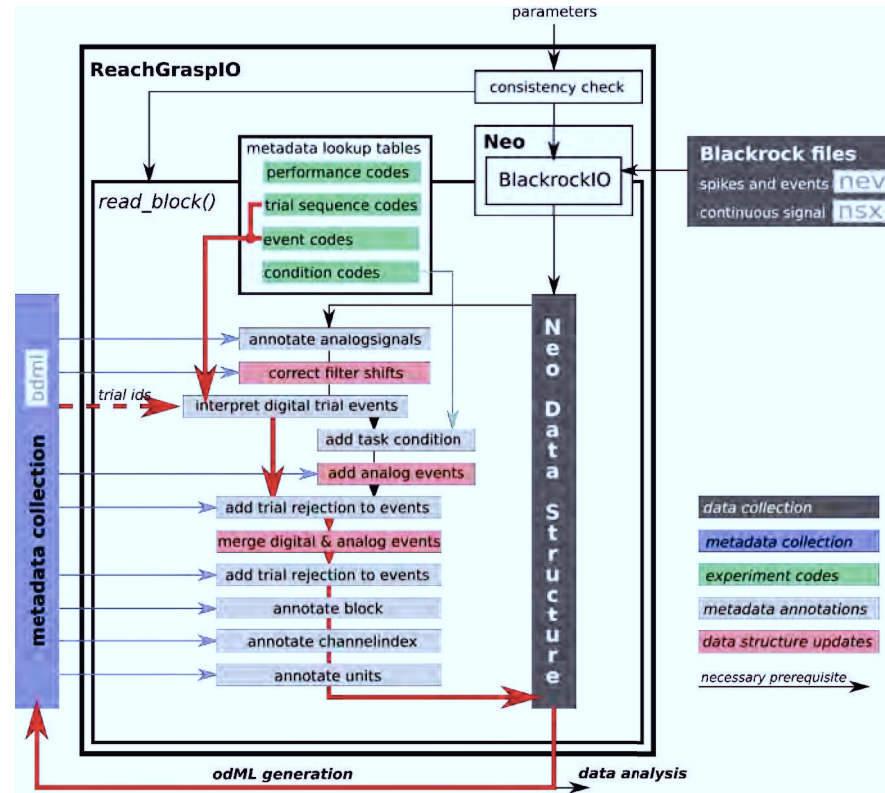 parameters
ReachGraspIO
consistency check
metadata lookup tables
performance codes
trial sequence codes
event codes
condition codes
Neo
BlackrockIO
Blackrock files
spikes and events nev
continuous signal nsx
read_block()
annotate analogsignals
correct filter shifts
trial ids
interpret digital trial events
add task condition
add analog events
add trial rejection to events
merge digital & analog events
add trial rejection to events
annotate block
annotate channelindex
annotate units
metadata collection
odml
Neo Data Structure
data collection
metadata collection
experiment codes
metadata annotations
data structure updates
necessary prerequisite
odML generation
data analysis